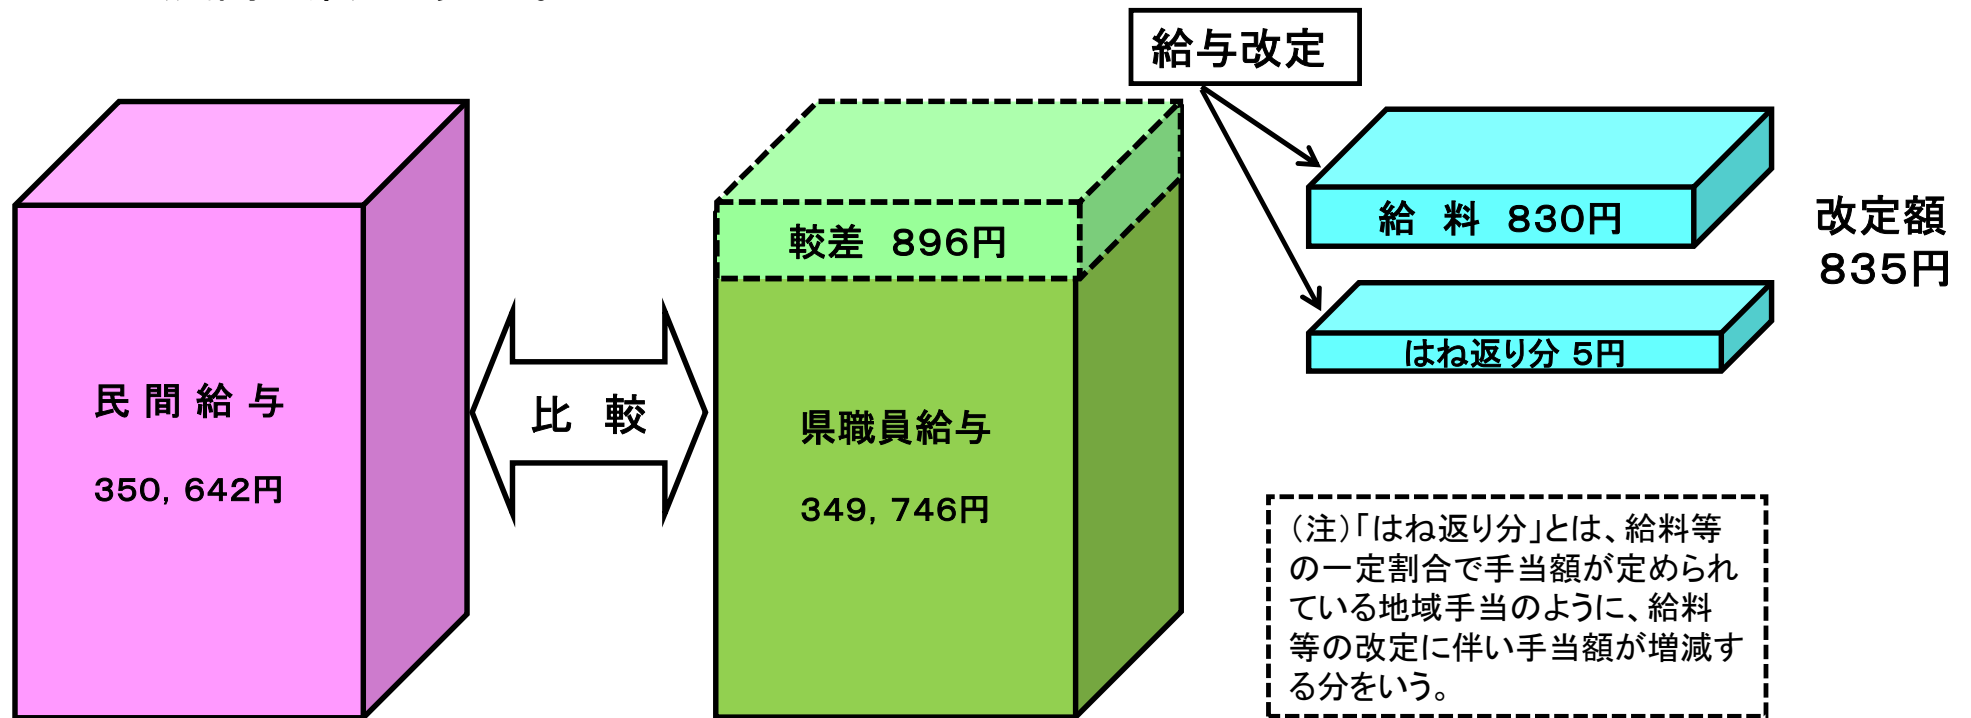 給与改定
較差 896円
給 料 830円
改定額
835円
はね返り分 5円
民 間 給 与
350, 642円
比 較
県職員給与
349, 746円
（注）「はね返り分」とは、給料等
の一定割合で手当額が定められ
ている地域手当のように、給料
等の改定に伴い手当額が増減す
る分をいう。